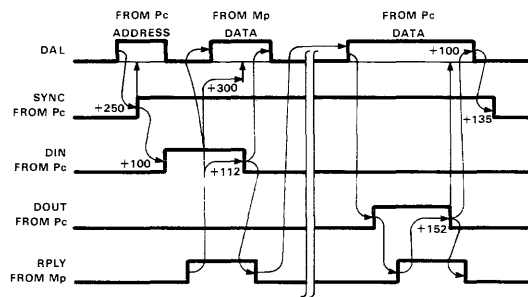 FROM Pc
ADDRESS
FROM Mp
DATA
FROM Pc
DATA
DAL
+100
+300
SYNC
FROM Pc
+250
+135
DIN
FROM Pc
+100
+112
DOUT
FROM Pc
+152
RPLY
FROM Mp